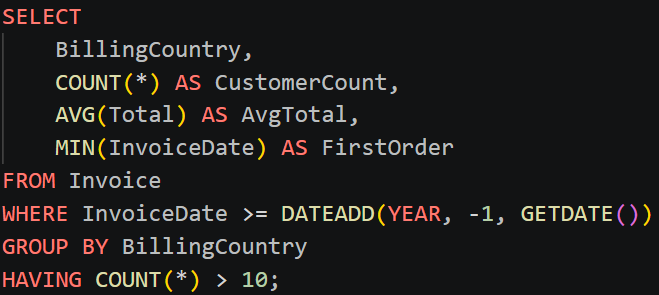 SELECT
    BillingCountry,
    COUNT(*) AS CustomerCount,
    AVG(Total) AS AvgTotal,
    MIN(InvoiceDate) AS FirstOrder
FROM Invoice
WHERE InvoiceDate >= DATEADD(YEAR, -1, GETDATE())
GROUP BY BillingCountry
HAVING COUNT(*) > 10;